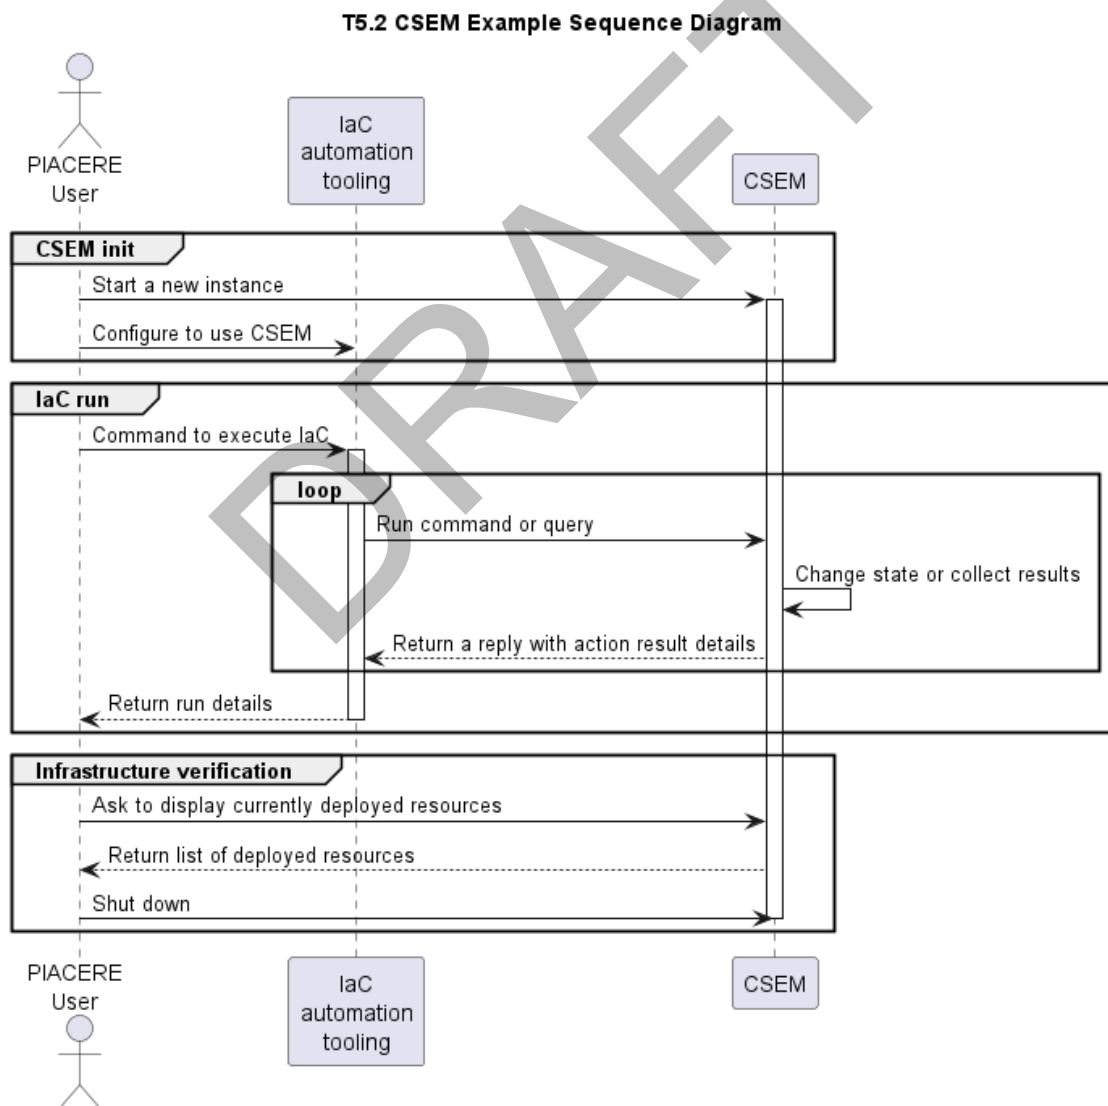 T5.2 CSEM Example Sequence Diagram
PIACERE
User
IaC
automation
tooling
CSEM
CSEM init
Start a new instance
Configure to use CSEM
IaC run
Command to execute IaC
loop
Run command or query
Change state or collect results
Return a reply with action result details
Return run details
Infrastructure verification
Ask to display currently deployed resources
Return list of deployed resources
Shut down
PIACERE
User
IaC
automation
tooling
CSEM
DRAFT